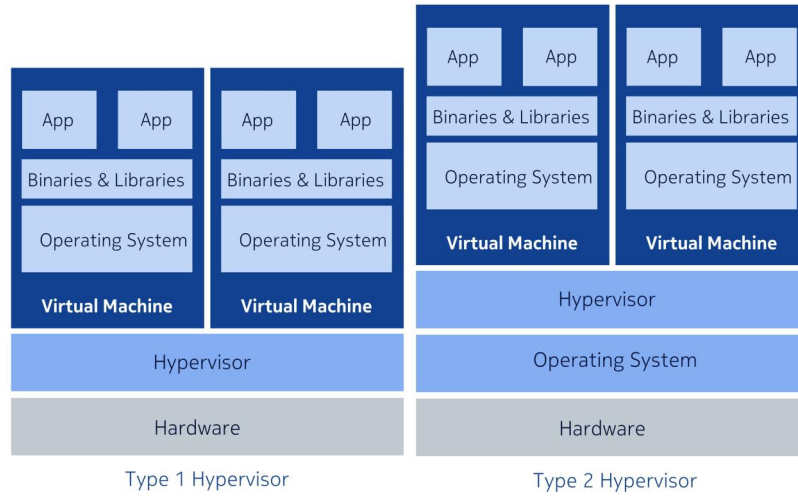 App
App
Binaries & Libraries
Operating System
Virtual Machine
App
App
Binaries & Libraries
Operating System
Virtual Machine
Hypervisor
Hardware
Type 1 Hypervisor
App
App
Binaries & Libraries
Operating System
Virtual Machine
App
App
Binaries & Libraries
Operating System
Virtual Machine
Hypervisor
Operating System
Hardware
Type 2 Hypervisor